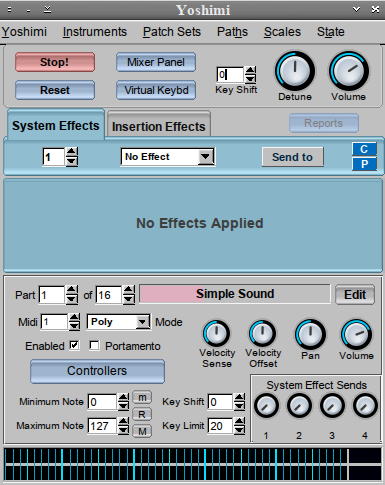 Yoshimi
Yoshimi Instruments Patch Sets Paths Scales State
Stop! Mixer Panel 0
Reset Virtual Keybd Key Shift Detune Volume
System Effects Insertion Effects Reports
1 No Effect Send to C
P
No Effects Applied
Part 1 of 16 Simple Sound Edit
Midi 1 Poly Mode
Enabled Portamento Velocity Sense Velocity Offset Pan Volume
Controllers
System Effect Sends
Minimum Note 0 m Key Shift 0
R
Maximum Note 127 M Key Limit 20
1 2 3 4